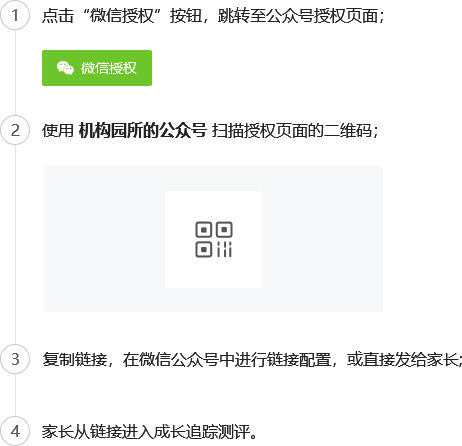 1 点击“微信授权”按钮，跳转至公众号授权页面；
微信授权
2 使用 机构园所的公众号 扫描授权页面的二维码；
3 复制链接，在微信公众号中进行链接配置，或直接发给家长；
4 家长从链接进入成长追踪测评。